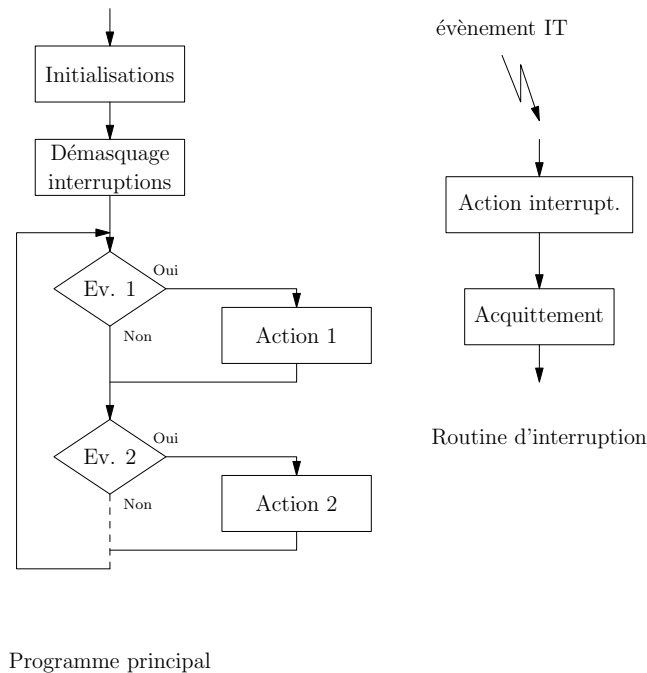 Initialisations
Démasquage
interruptions
Ev. 1
Oui
Non
Action 1
Ev. 2
Oui
Non
Action 2
Programme principal
évènement IT
Action interrupt.
Acquittement
Routine d'interruption